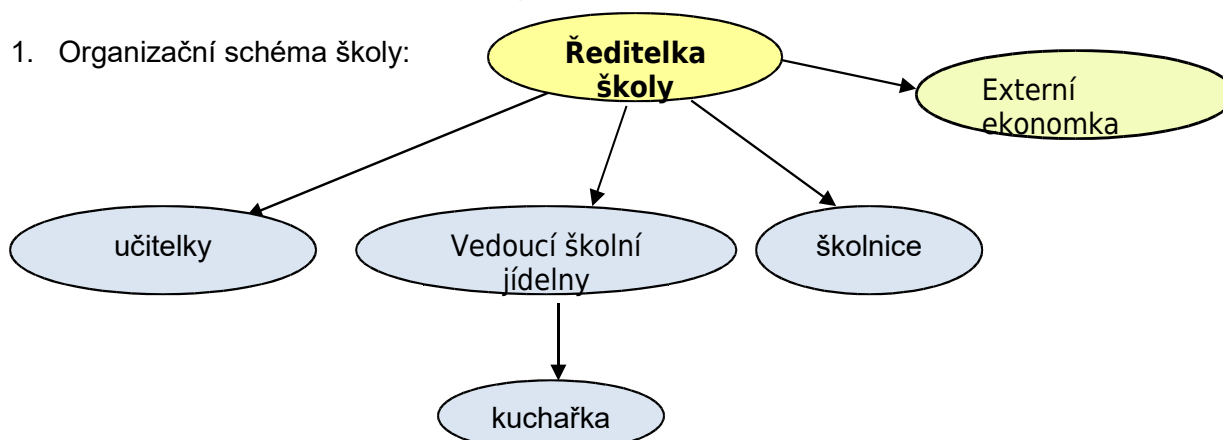 1. Organizační schéma školy:
Ředitelka
školy
Externí
ekonomka
učitelky
Vedoucí školní
jídelny
školnice
kuchařka